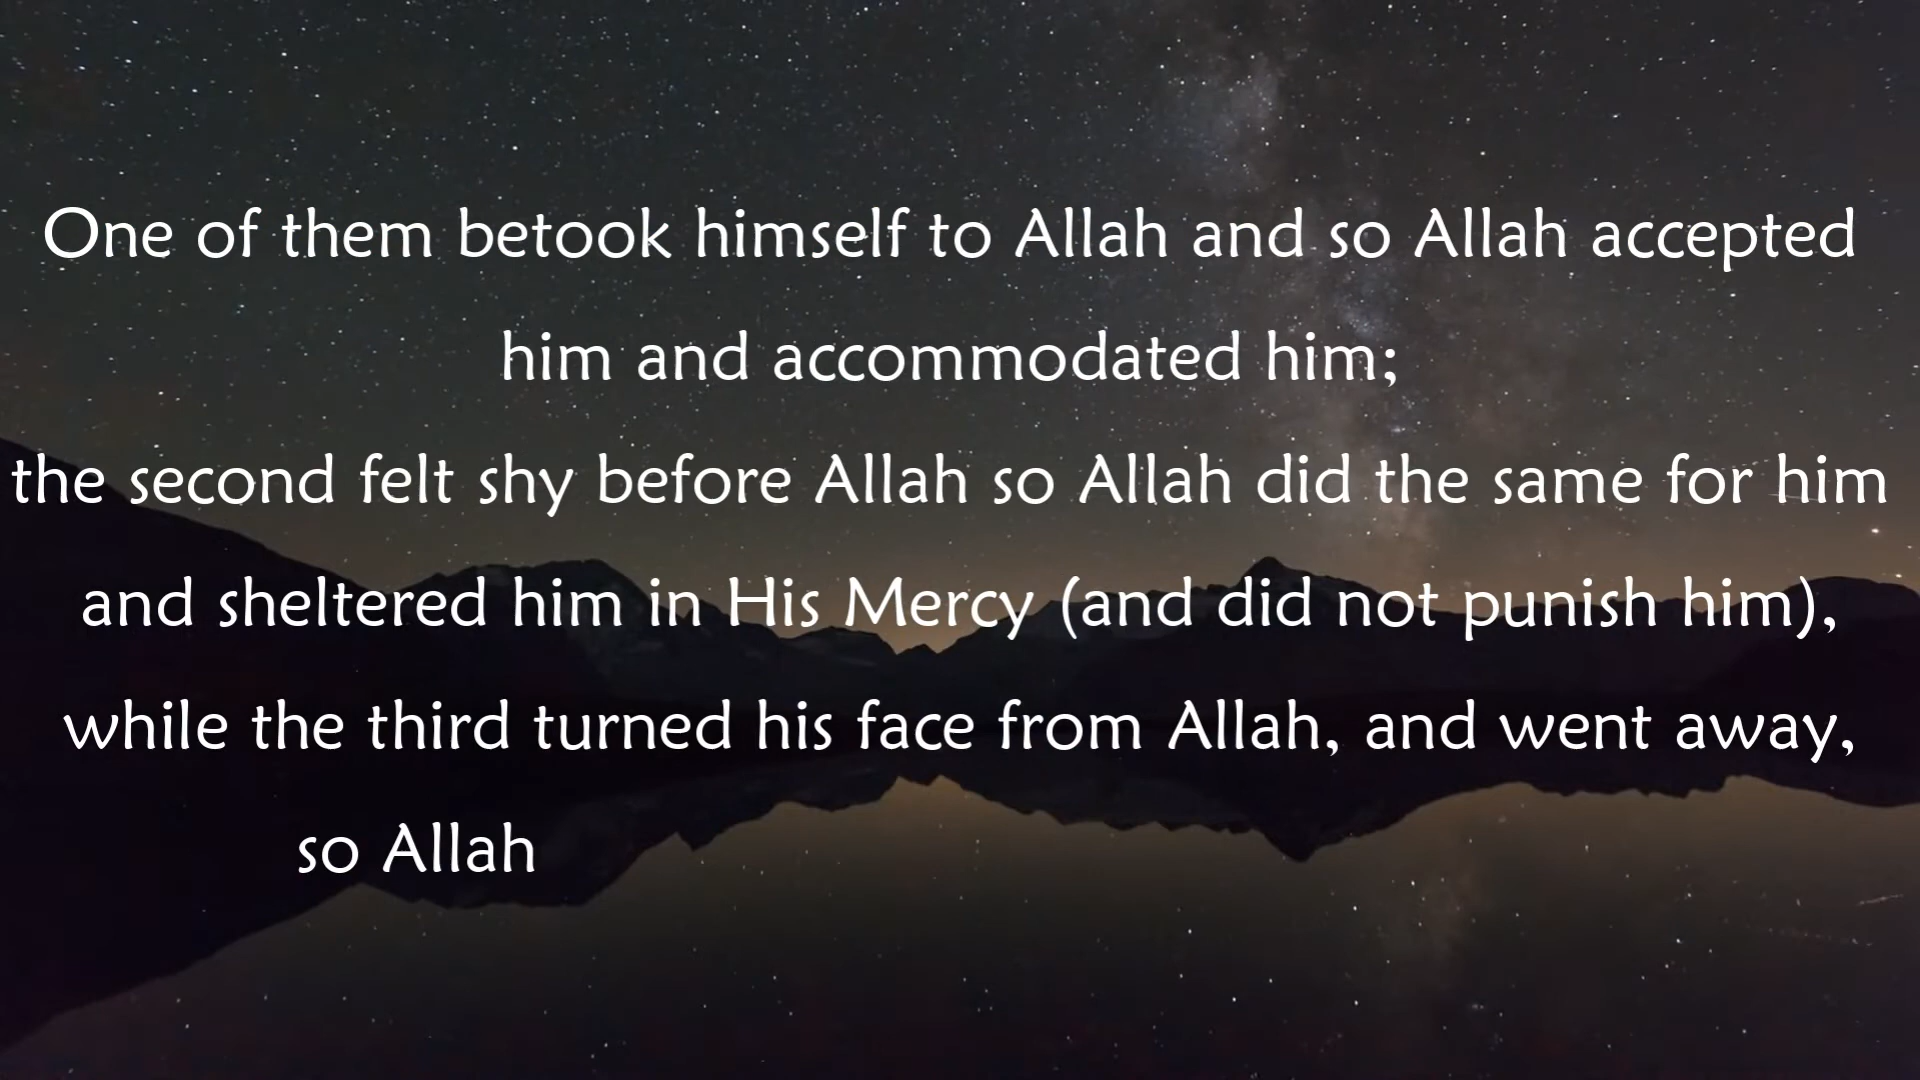 One of them betook himself to Allah and so Allah accepted
him and accommodated him;
the second felt shy before Allah so Allah did the same for him
and sheltered him in His Mercy (and did not punish him),
while the third turned his face from Allah, and went away,
so Allah